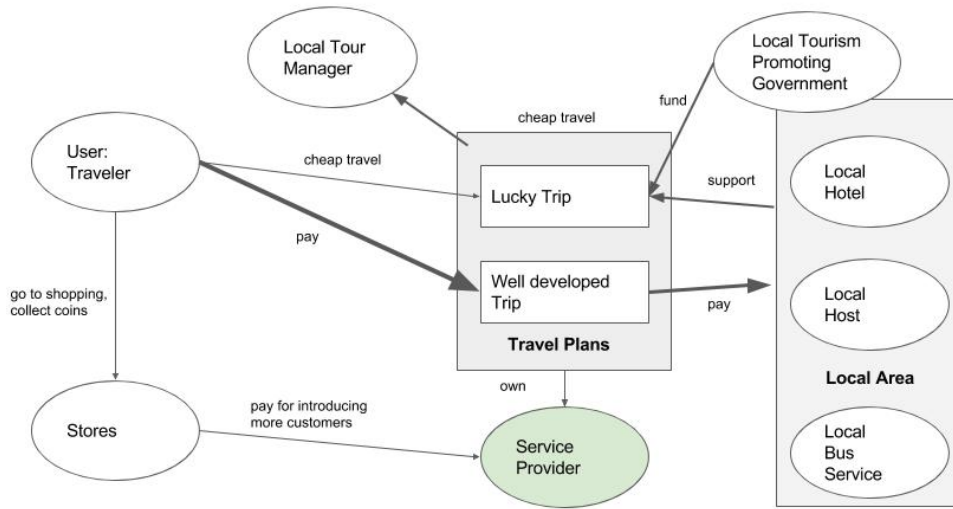 Local Tour
Manager
Local Tourism
Promoting
Government
fund
cheap travel
User:
Traveler
cheap travel
Lucky Trip
support
Local
Hotel
pay
go to shopping,
collect coins
Well developed
Trip
pay
Local
Host
Travel Plans
Local Area
own
Stores
pay for introducing
more customers
Service
Provider
Local
Bus
Service